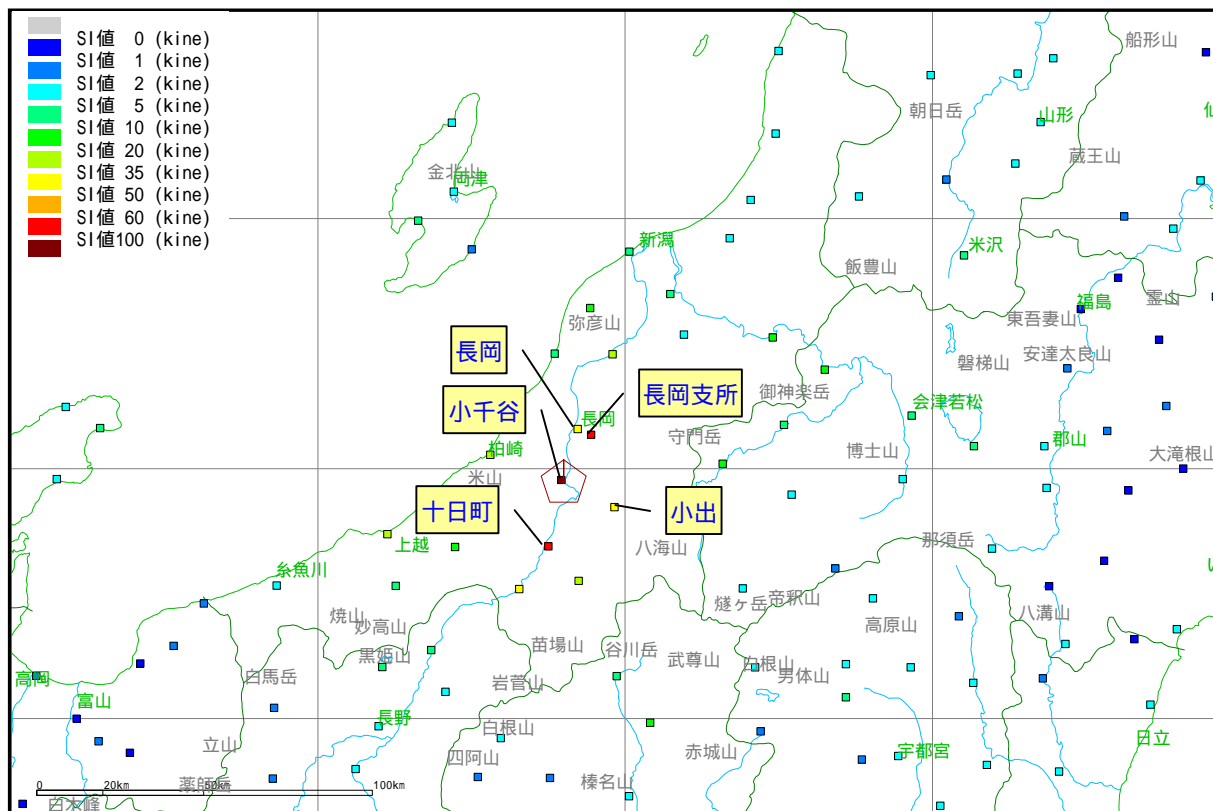 SI値 0 (kine)
SI値 1 (kine)
SI値 2 (kine)
SI値 5 (kine)
SI値 10 (kine)
SI値 20 (kine)
SI値 35 (kine)
SI値 50 (kine)
SI値 60 (kine)
SI値100 (kine)
船形山
朝日岳
山形
仙
蔵王山
金北山
両津
新潟
米沢
飯豊山
霊山
福島
東吾妻山
弥彦山
安達太良山
磐梯山
長岡
長岡支所
御神楽岳
小千谷
会津若松
長岡
守門岳
柏崎
博士山
郡山
大滝根山
米山
十日町
小出
八海山
上越
那須岳
糸魚川
い
燧ヶ岳
帝釈山
八溝山
焼山
妙高山
苗場山
高原山
黒姫山
谷川岳
武尊山
白根山
男体山
高岡
白馬岳
岩菅山
富山
長野
白根山
立山
四阿山
赤城山
宇都宮
日立
薬師岳
榛名山
0
20km
50km
100km
白木峰